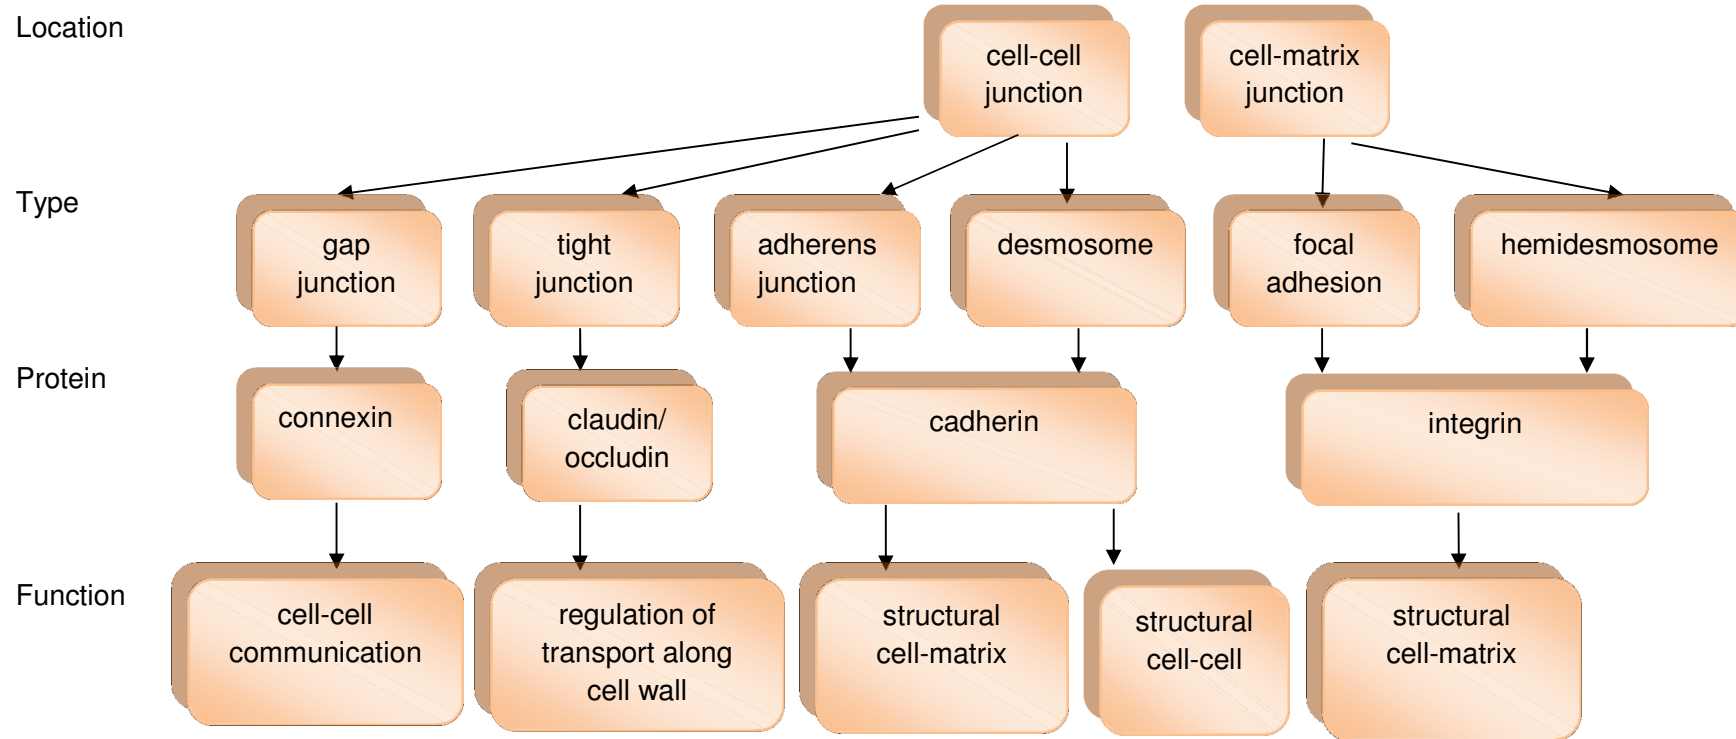 Location
cell-cell
junction
cell-matrix
junction
Type
gap
junction
tight
junction
adherens
junction
desmosome
focal
adhesion
hemidesmosome
Protein
connexin
claudin/
occludin
cadherin
integrin
Function
cell-cell
communication
regulation of
transport along
cell wall
structural
cell-matrix
structural
cell-cell
structural
cell-matrix